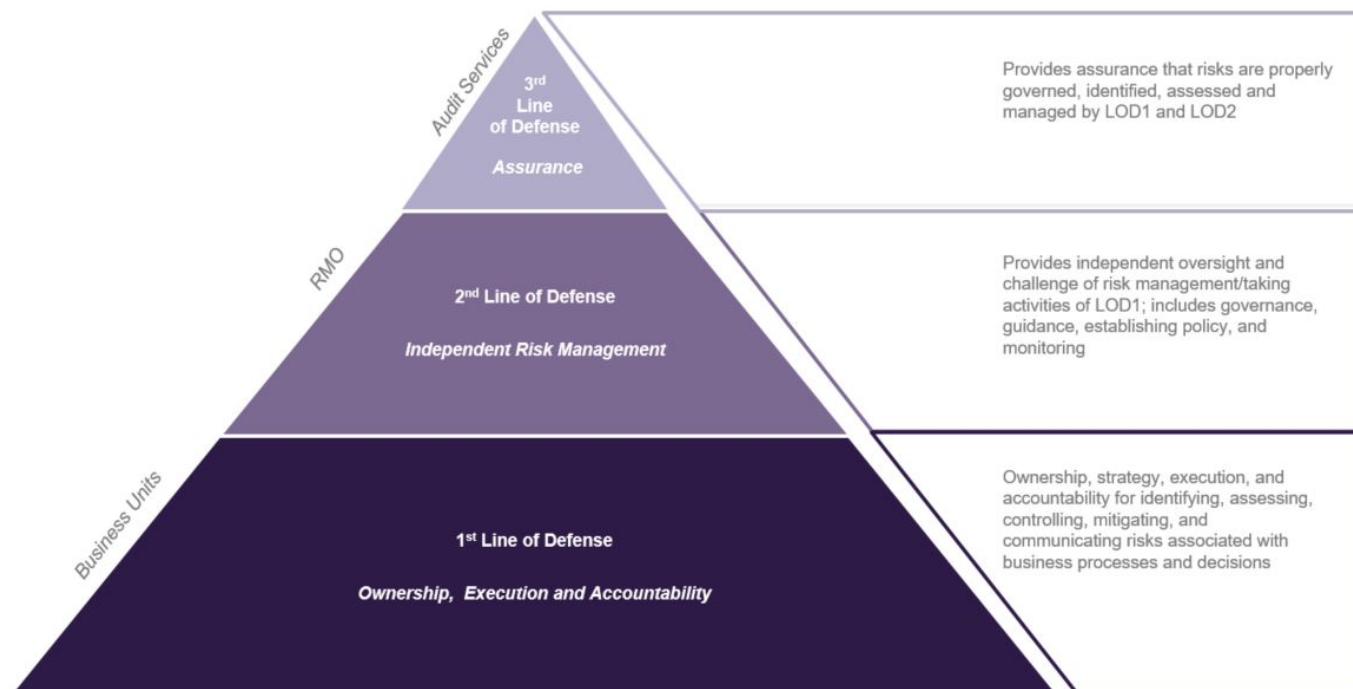 Audit Services
3rd
Line
of Defense
Assurance
Provides assurance that risks are properly
governed, identified, assessed and
managed by LOD1 and LOD2
RMO
2nd Line of Defense
Independent Risk Management
Provides independent oversight and
challenge of risk management/taking
activities of LOD1; includes governance,
guidance, establishing policy, and
monitoring
Business Units
1st Line of Defense
Ownership, Execution and Accountability
Ownership, strategy, execution, and
accountability for identifying, assessing,
controlling, mitigating, and
communicating risks associated with
business processes and decisions